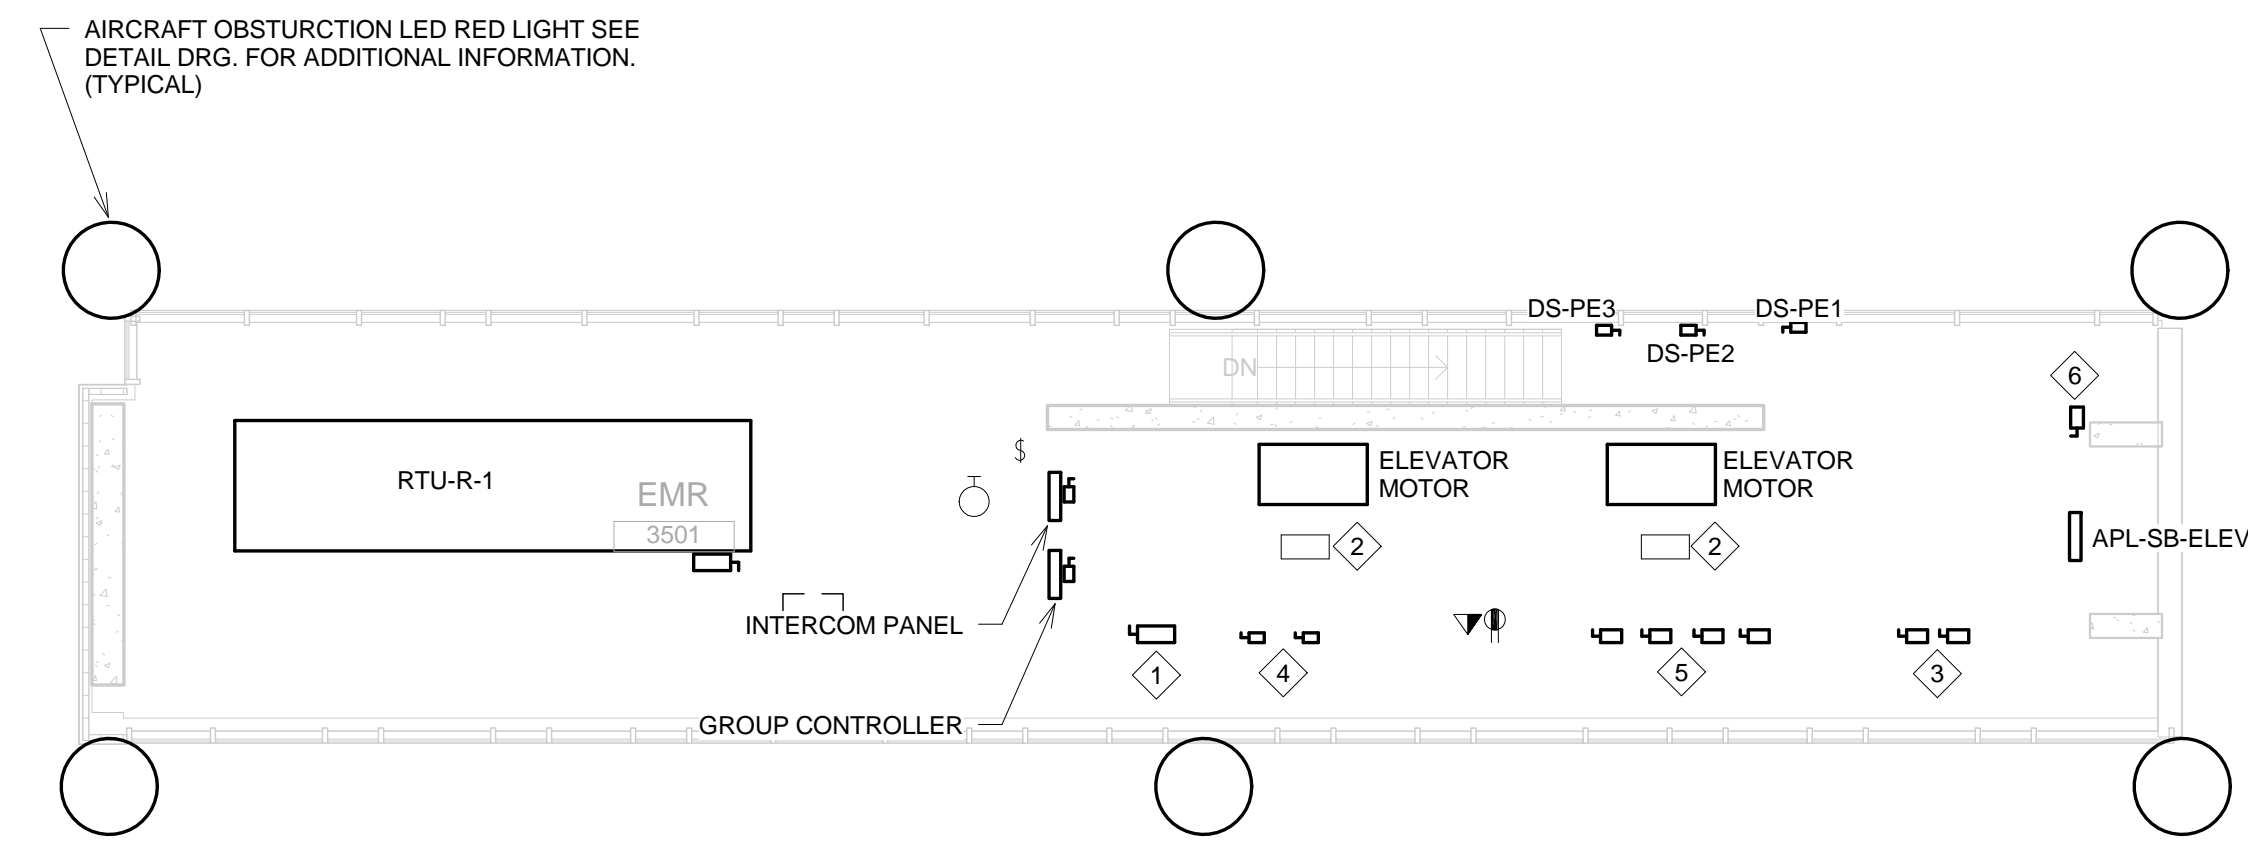 AIRCRAFT OBSTURCTION LED RED LIGHT SEE
DETAIL DRG. FOR ADDITIONAL INFORMATION.
(TYPICAL)
DS-PE3
DS-PE1
DS-PE2
DN
6
$
RTU-R-1
EMR
3501
ELEVATOR
MOTOR
ELEVATOR
MOTOR
2
2
APL-SB-ELEV
INTERCOM PANEL
1
4
5
3
GROUP CONTROLLER